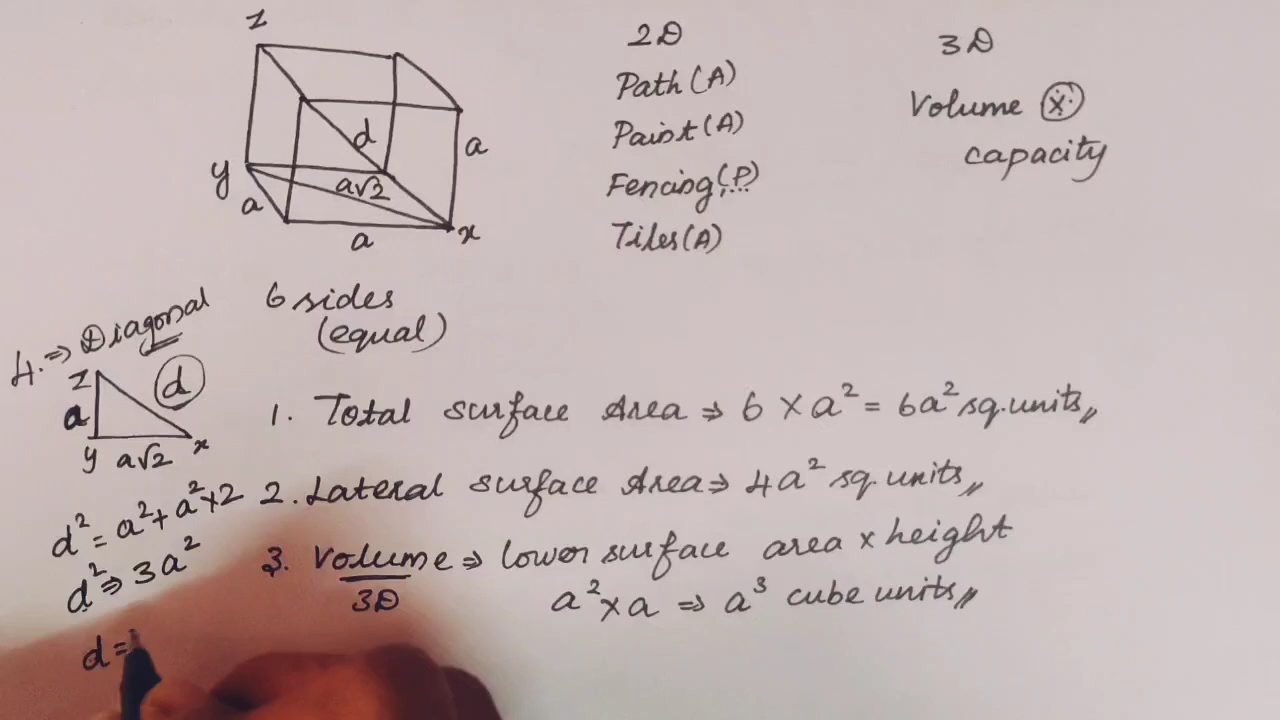 z
d
a
y
a√2
a
a
x
2D
Path (A)
Paint (A)
Fencing (P)
Tiles (A)
3D
Volume (x)
capacity
6 sides
(equal)
4. ⇒ Diagonal
z
d
a
y a√2 x
d² = a² + a² × 2
d² ⇒ 3a²
d =
1. Total surface Area ⇒ 6 × a² = 6a² sq. units,,
2. Lateral surface Area ⇒ 4a² sq. units,,
3. Volume ⇒ lower surface area × height
3D
a² × a ⇒ a³ cube units,,